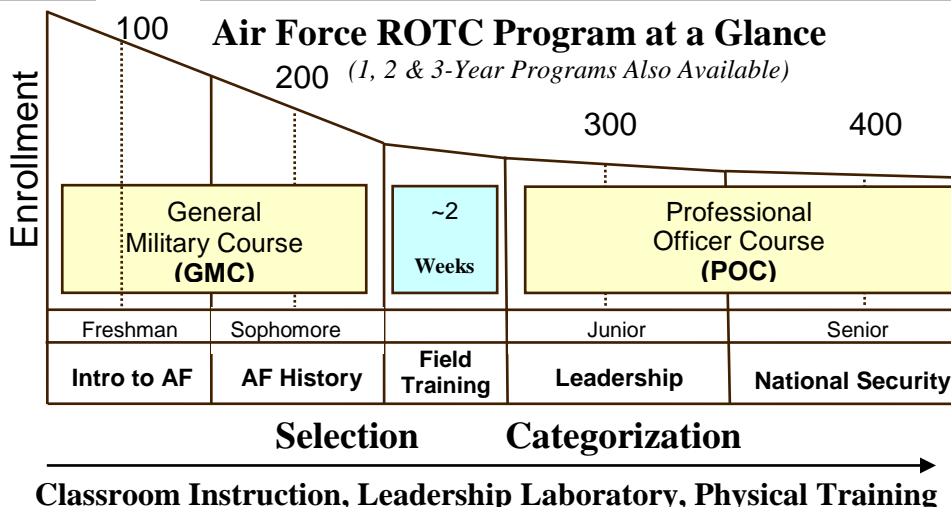 Air Force ROTC Program at a Glance
(1, 2 & 3-Year Programs Also Available)
100
200
300
400
Enrollment
General
Military Course
(GMC)
~2
Weeks
Professional
Officer Course
(POC)
Freshman
Sophomore
Junior
Senior
Intro to AF
AF History
Field
Training
Leadership
National Security
Selection
Categorization
Classroom Instruction, Leadership Laboratory, Physical Training